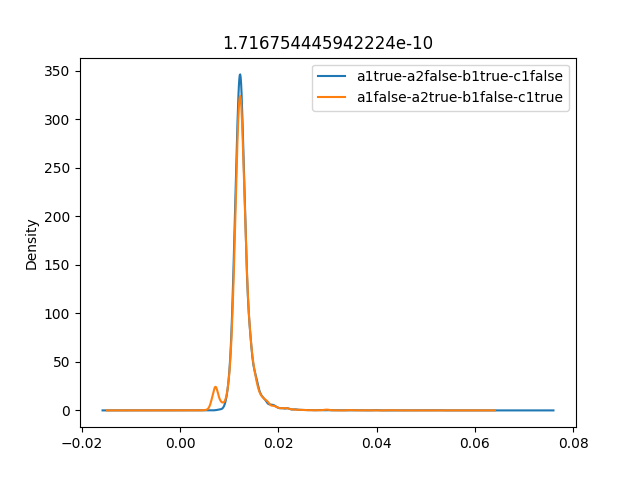 1.716754445942224e-10
a1true-a2false-b1true-c1false
a1false-a2true-b1false-c1true
Density
350
300
250
200
150
100
50
0
−0.02 0.00 0.02 0.04 0.06 0.08